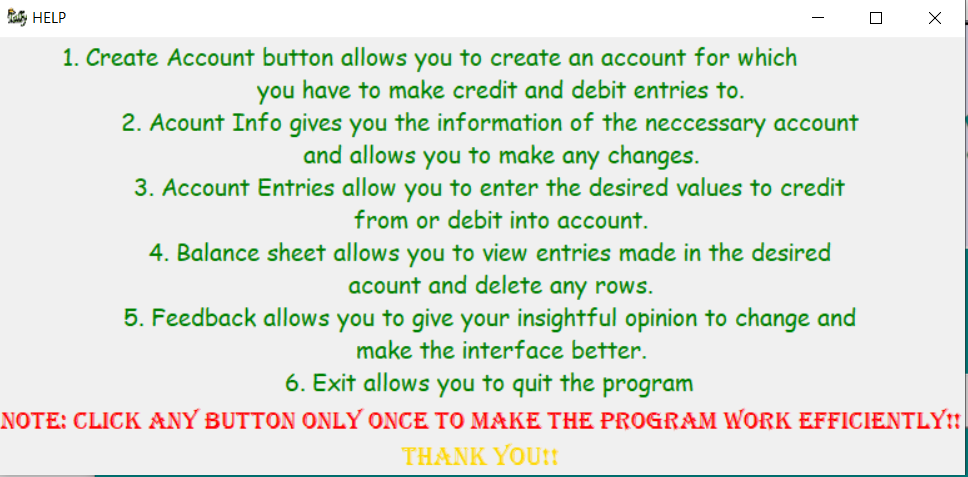 HELP
1. Create Account button allows you to create an account for which
you have to make credit and debit entries to.
2. Acount Info gives you the information of the neccessary account
and allows you to make any changes.
3. Account Entries allow you to enter the desired values to credit
from or debit into account.
4. Balance sheet allows you to view entries made in the desired
acount and delete any rows.
5. Feedback allows you to give your insightful opinion to change and
make the interface better.
6. Exit allows you to quit the program
NOTE: CLICK ANY BUTTON ONLY ONCE TO MAKE THE PROGRAM WORK EFFICIENTLY!!
THANK YOU!!